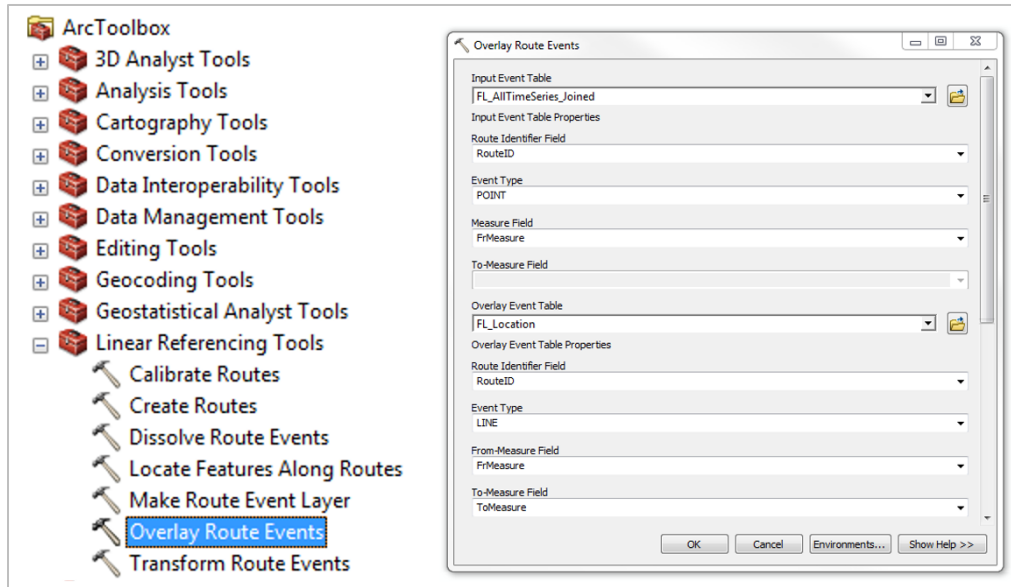 ArcToolbox
3D Analyst Tools
Analysis Tools
Cartography Tools
Conversion Tools
Data Interoperability Tools
Data Management Tools
Editing Tools
Geocoding Tools
Geostatistical Analyst Tools
Linear Referencing Tools
Calibrate Routes
Create Routes
Dissolve Route Events
Locate Features Along Routes
Make Route Event Layer
Overlay Route Events
Transform Route Events
Overlay Route Events
Input Event Table
FL_AllTimeSeries_Joined
Input Event Table Properties
Route Identifier Field
RouteID
Event Type
POINT
Measure Field
FrMeasure
To-Measure Field
Overlay Event Table
FL_Location
Overlay Event Table Properties
Route Identifier Field
RouteID
Event Type
LINE
From-Measure Field
FrMeasure
To-Measure Field
ToMeasure
OK Cancel Environments... Show Help >>